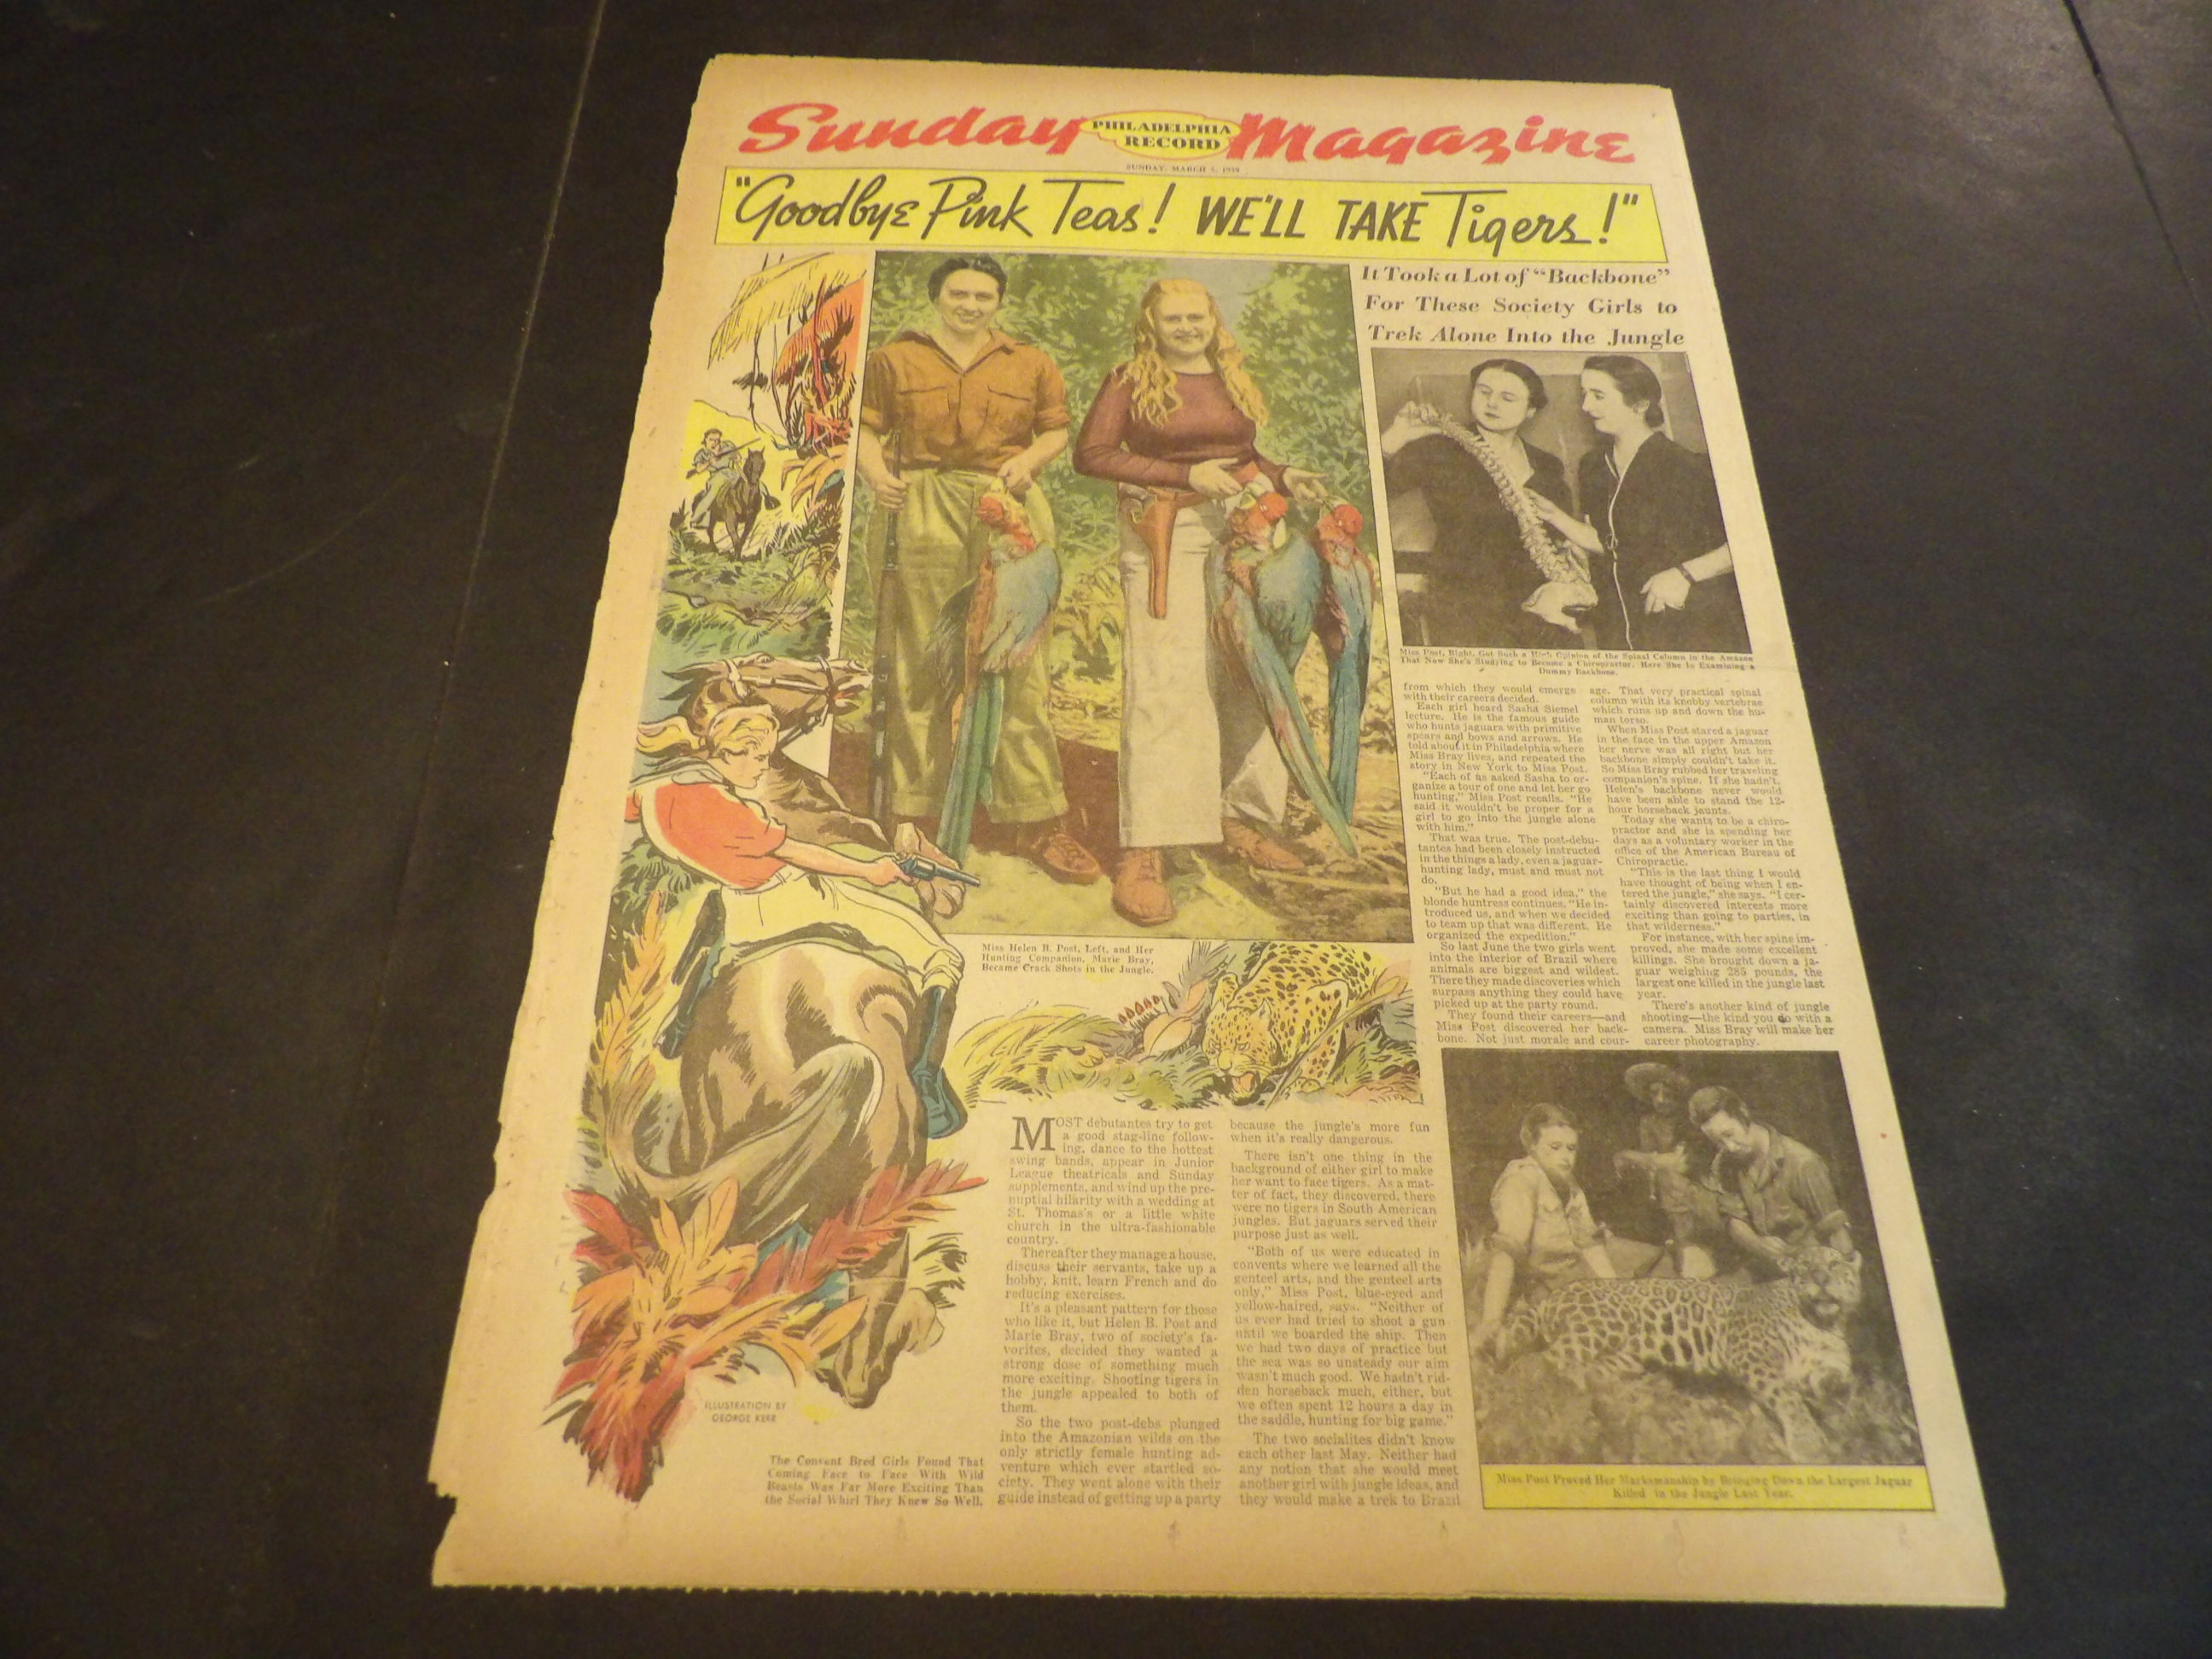 Sunday PHILADELPHIA RECORD Magazine
SUNDAY, MARCH 5, 1939
"Goodbye Pink Teas! WE'LL TAKE Tigers!"
It Took a Lot of "Backbone"
For These Society Girls to
Trek Alone Into the Jungle
Miss Post, Right, Got Such a High Opinion of the Spinal Column in the Amazon
That Now She's Studying to Become a Chiropractor. Here She Is Examining a
Dummy Backbone.
Miss Helen B. Post, Left, and Her
Hunting Companion, Marie Bray,
Became Crack Shots in the Jungle.
ILLUSTRATION BY
GEORGE KERR
The Convent Bred Girls Found That
Coming Face to Face With Wild
Beasts Was Far More Exciting Than
the Social Whirl They Knew So Well.
MOST debutantes try to get
a good stag-line follow-
ing, dance to the hottest
swing bands, appear in Junior
League theatricals and Sunday
supplements, and wind up the pre-
nuptial hilarity with a wedding at
St. Thomas's or a little white
church in the ultra-fashionable
country.
Thereafter they manage a house,
discuss their servants, take up a
hobby, knit, learn French and do
reducing exercises.
It's a pleasant pattern for those
who like it, but Helen B. Post and
Marie Bray, two of society's fa-
vorites, decided they wanted a
strong dose of something much
more exciting. Shooting tigers in
the jungle appealed to both of
them.
So the two post-debs plunged
into the Amazonian wilds on the
only strictly female hunting ad-
venture which ever startled so-
ciety. They went alone with their
guide instead of getting up a party
because the jungle's more fun
when it's really dangerous.
There isn't one thing in the
background of either girl to make
her want to face tigers. As a mat-
ter of fact, they discovered, there
were no tigers in South American
jungles. But jaguars served their
purpose just as well.
"Both of us were educated in
convents where we learned all the
genteel arts, and the genteel arts
only," Miss Post, blue-eyed and
yellow-haired, says. "Neither of
us ever had tried to shoot a gun
until we boarded the ship. Then
we had two days of practice but
the sea was so unsteady our aim
wasn't much good. We hadn't rid-
den horseback much, either, but
we often spent 12 hours a day in
the saddle, hunting for big game."
The two socialites didn't know
each other last May. Neither had
any notion that she would meet
another girl with jungle ideas, and
they would make a trek to Brazil
from which they would emerge
with their careers decided.
Each girl heard Sasha Siemel
lecture. He is the famous guide
who hunts jaguars with primitive
spears and bows and arrows. He
told about it in Philadelphia where
Miss Bray lives, and repeated the
story in New York to Miss Post.
"Each of us asked Sasha to or-
ganize a tour of one and let her go
hunting," Miss Post recalls. "He
said it wouldn't be proper for a
girl to go into the jungle alone
with him."
That was true. The post-debu-
tantes had been closely instructed
in the things a lady, even a jaguar-
hunting lady, must and must not
do.
"But he had a good idea," the
blonde huntress continues. "He in-
troduced us, and when we decided
to team up that was different. He
organized the expedition."
So last June the two girls went
into the interior of Brazil where
animals are biggest and wildest.
There they made discoveries which
surpass anything they could have
picked up at the party round.
They found their careers—and
Miss Post discovered her back-
bone. Not just morale and cour-
age. That very practical spinal
column with its knobby vertebrae
which runs up and down the hu-
man torso.
When Miss Post stared a jaguar
in the face in the upper Amazon
her nerve was all right but her
backbone simply couldn't take it.
So Miss Bray rubbed her traveling
companion's spine. If she hadn't,
Helen's backbone never would
have been able to stand the 12-
hour horseback jaunts.
Today she wants to be a chiro-
practor and she is spending her
days as a voluntary worker in the
office of the American Bureau of
Chiropractic.
"This is the last thing I would
have thought of being when I en-
tered the jungle," she says. "I cer-
tainly discovered interests more
exciting than going to parties, in
that wilderness."
For instance, with her spine im-
proved, she made some excellent
killings. She brought down a ja-
guar weighing 285 pounds, the
largest one killed in the jungle last
year.
There's another kind of jungle
shooting—the kind you do with a
camera. Miss Bray will make her
career photography.
Miss Post Proved Her Marksmanship by Bringing Down the Largest Jaguar
Killed in the Jungle Last Year.